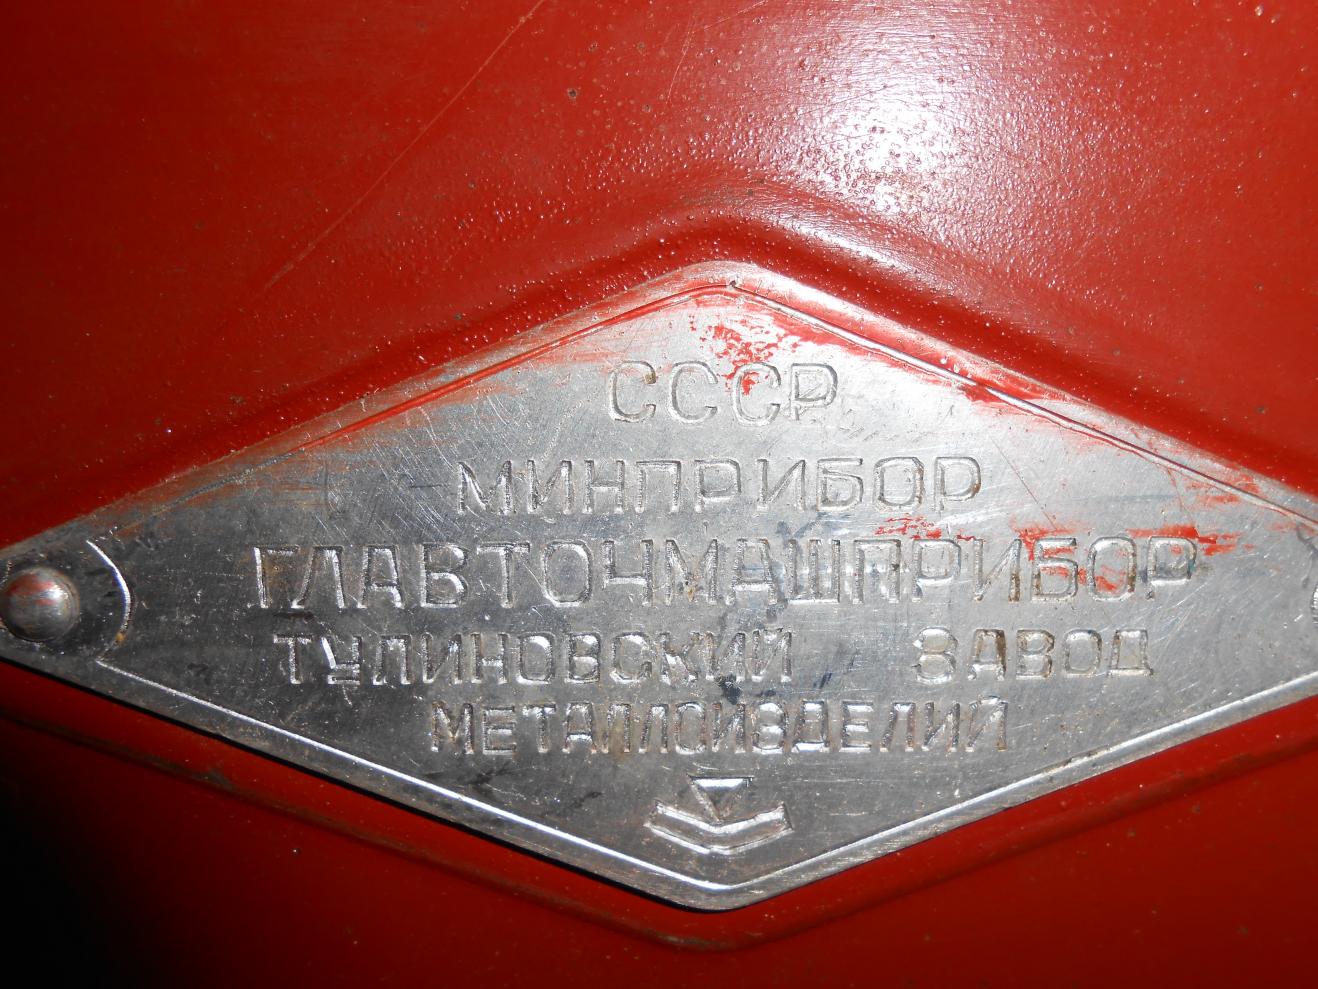 СССР
МИНПРИБОР
ГЛАВТОЧМАШПРИБОР
ТУЛИНОВСКИЙ ЗАВОД
МЕТАЛЛОИЗДЕЛИЙ